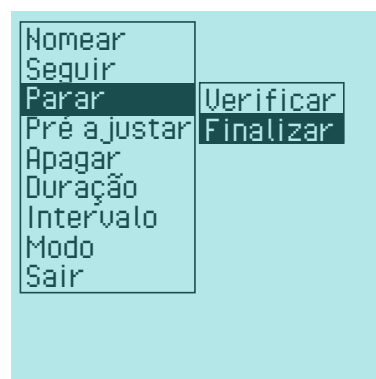 Nomear
Seguir
Parar
Pré ajustar
Apagar
Duração
Intervalo
Modo
Sair
Verificar
Finalizar